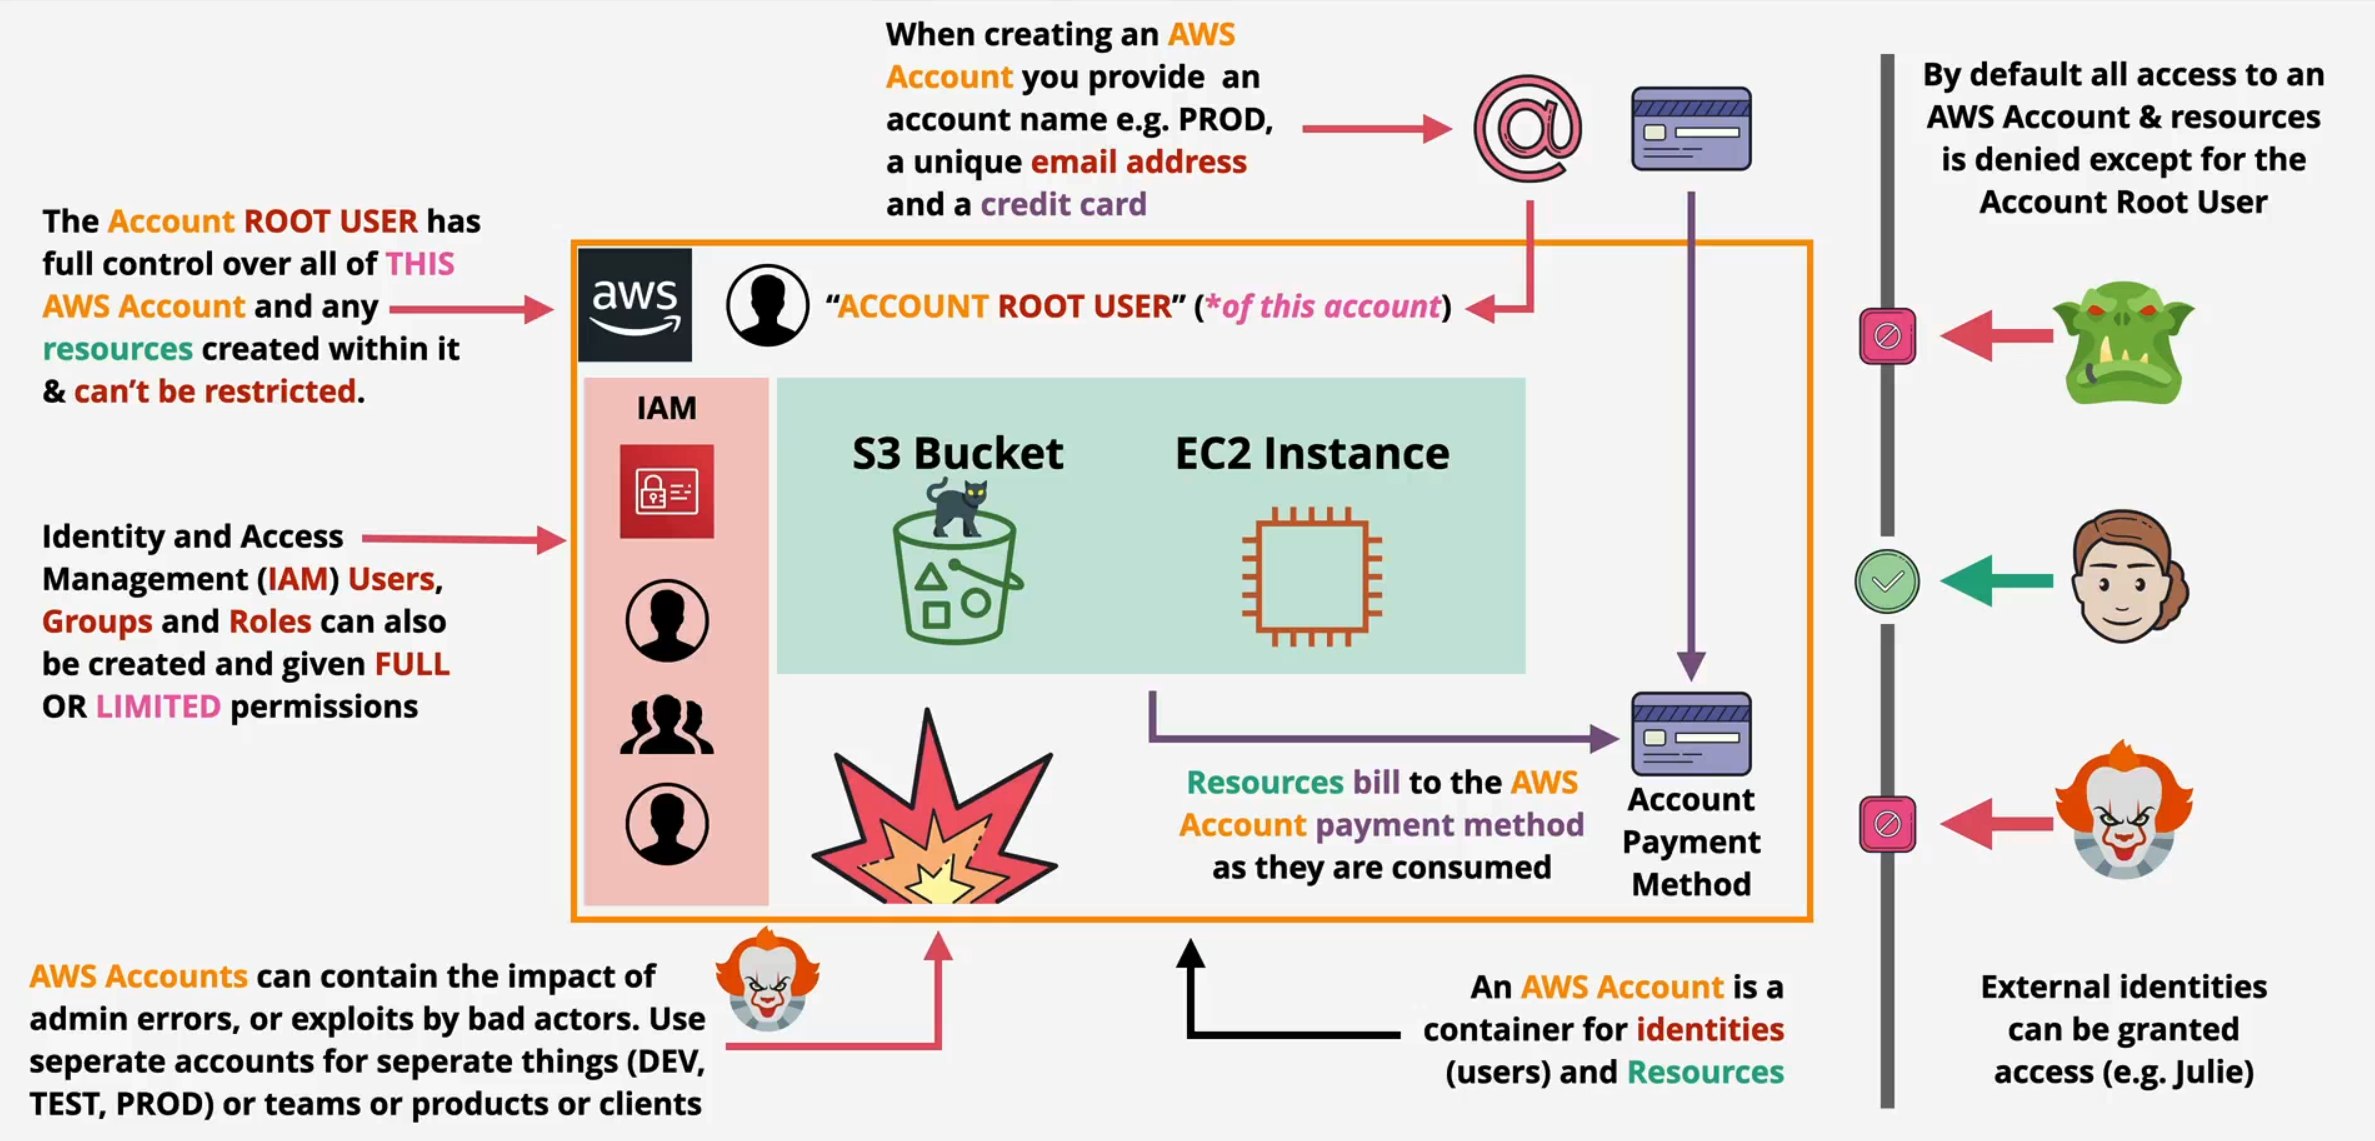 When creating an AWS
Account you provide an
account name e.g. PROD,
a unique email address
and a credit card
By default all access to an
AWS Account & resources
is denied except for the
Account Root User
The Account ROOT USER has
full control over all of THIS
AWS Account and any
resources created within it
& can't be restricted.
aws
“ACCOUNT ROOT USER” (*of this account)
IAM
S3 Bucket
EC2 Instance
Identity and Access
Management (IAM) Users,
Groups and Roles can also
be created and given FULL
OR LIMITED permissions
Resources bill to the AWS
Account payment method
as they are consumed
Account
Payment
Method
AWS Accounts can contain the impact of
admin errors, or exploits by bad actors. Use
seperate accounts for seperate things (DEV,
TEST, PROD) or teams or products or clients
An AWS Account is a
container for identities
(users) and Resources
External identities
can be granted
access (e.g. Julie)